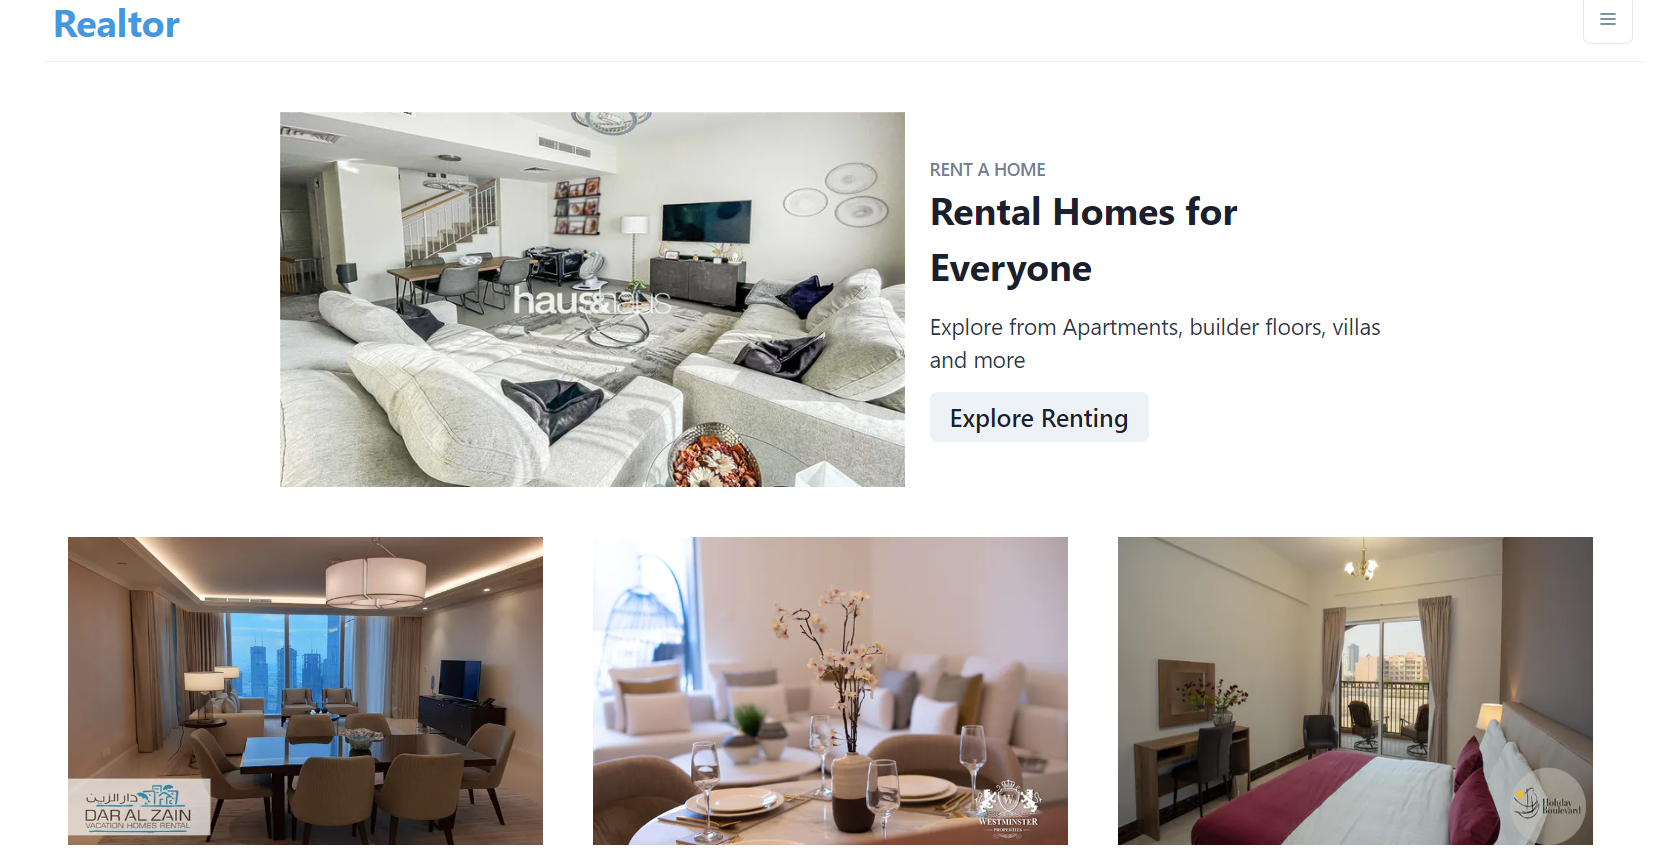 Realtor
RENT A HOME
Rental Homes for
Everyone
Explore from Apartments, builder floors, villas
and more
Explore Renting
haus&haus
دار الزين
DAR AL ZAIN
VACATION HOMES RENTAL
W
WESTMINSTER
PROPERTIES
Holiday
Boulevard